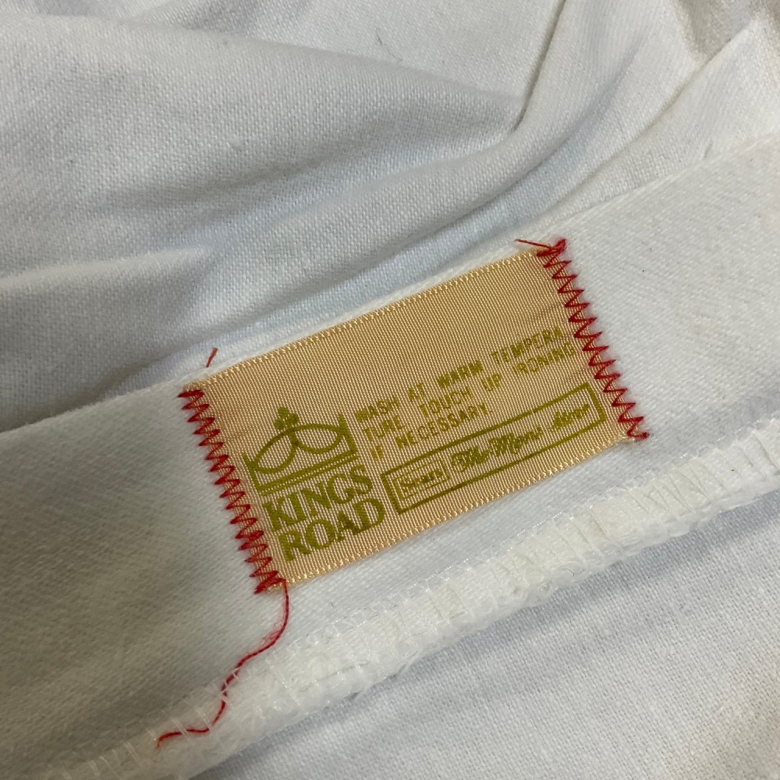 WASH AT WARM TEMPERA-
TURE TOUCH UP IRONING
IF NECESSARY.
KINGS
ROAD
Sears The Men's Store